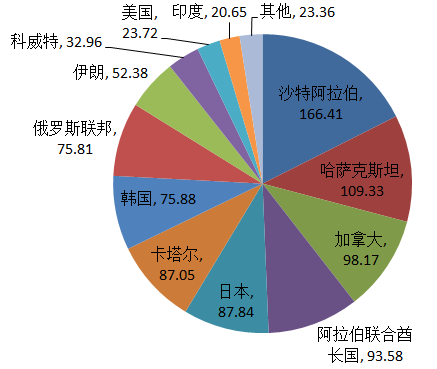 美国,
23.72
印度, 20.65
其他, 23.36
科威特, 32.96
伊朗, 52.38
俄罗斯联邦,
75.81
韩国, 75.88
卡塔尔,
87.05
日本,
87.84
阿拉伯联合酋
长国, 93.58
加拿大,
98.17
哈萨克斯坦,
109.33
沙特阿拉伯,
166.41